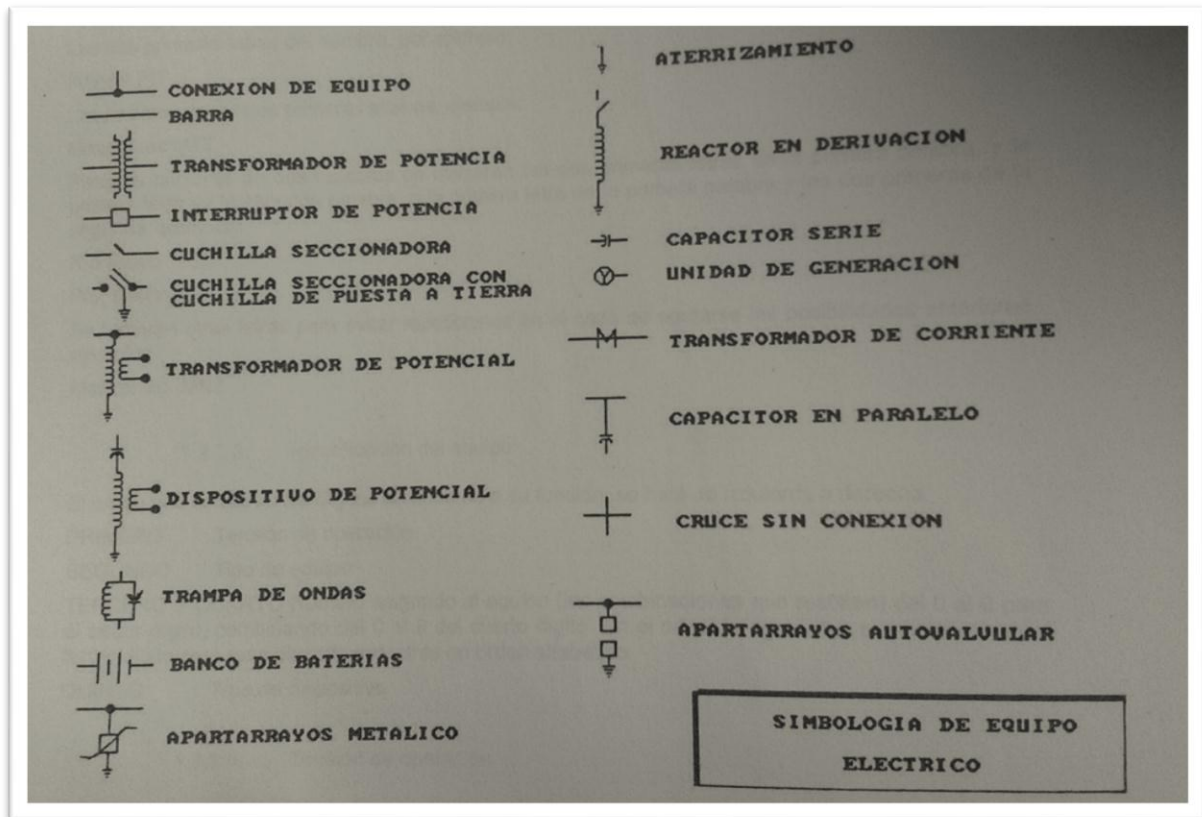 CONEXION DE EQUIPO
BARRA
TRANSFORMADOR DE POTENCIA
INTERRUPTOR DE POTENCIA
CUCHILLA SECCIONADORA
CUCHILLA SECCIONADORA CON
CUCHILLA DE PUESTA A TIERRA
TRANSFORMADOR DE POTENCIAL
DISPOSITIVO DE POTENCIAL
TRAMPA DE ONDAS
BANCO DE BATERIAS
APARTARRAYOS METALICO
ATERRIZAMIENTO
REACTOR EN DERIVACION
CAPACITOR SERIE
UNIDAD DE GENERACION
TRANSFORMADOR DE CORRIENTE
CAPACITOR EN PARALELO
CRUCE SIN CONEXION
APARTARRAYOS AUTOVALVULAR
SIMBOLOGIA DE EQUIPO
ELECTRICO